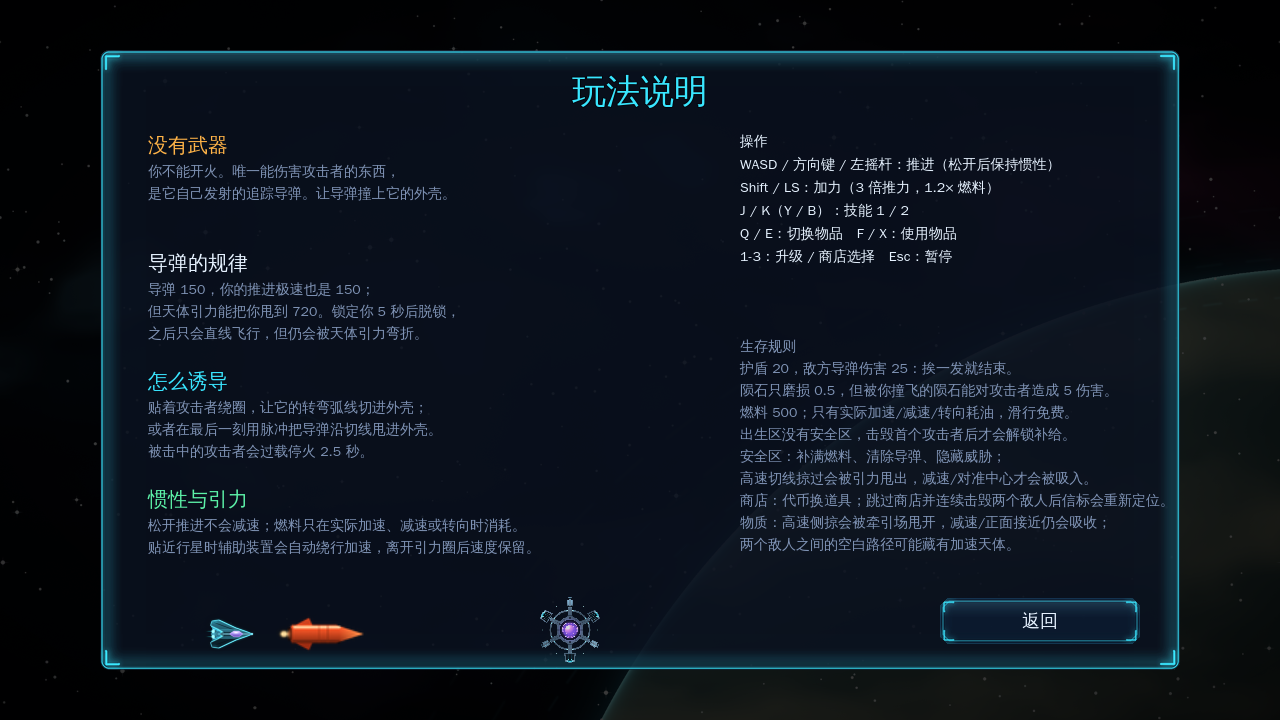 玩法说明
没有武器
你不能开火。唯一能伤害攻击者的东西，
是它自己发射的追踪导弹。让导弹撞上它的外壳。
导弹的规律
导弹 150，你的推进极速也是 150；
但天体引力能把你甩到 720。锁定你 5 秒后脱锁，
之后只会直线飞行，但仍会被天体引力弯折。
怎么诱导
贴着攻击者绕圈，让它的转弯弧线切进外壳；
或者在最后一刻用脉冲把导弹沿切线甩进外壳。
被击中的攻击者会过载停火 2.5 秒。
惯性与引力
松开推进不会减速；燃料只在实际加速、减速或转向时消耗。
贴近行星时辅助装置会自动绕行加速，离开引力圈后速度保留。
操作
WASD / 方向键 / 左摇杆：推进（松开后保持惯性）
Shift / LS：加力（3 倍推力，1.2× 燃料）
J / K（Y / B）：技能 1 / 2
Q / E：切换物品　F / X：使用物品
1-3：升级 / 商店选择　Esc：暂停
生存规则
护盾 20，敌方导弹伤害 25：挨一发就结束。
陨石只磨损 0.5，但被你撞飞的陨石能对攻击者造成 5 伤害。
燃料 500；只有实际加速/减速/转向耗油，滑行免费。
出生区没有安全区，击毁首个攻击者后才会解锁补给。
安全区：补满燃料、清除导弹、隐藏威胁；
高速切线掠过会被引力甩出，减速/对准中心才会被吸入。
商店：代币换道具；跳过商店并连续击毁两个敌人后信标会重新定位。
物质：高速侧掠会被牵引场甩开，减速/正面接近仍会吸收；
两个敌人之间的空白路径可能藏有加速天体。
返回